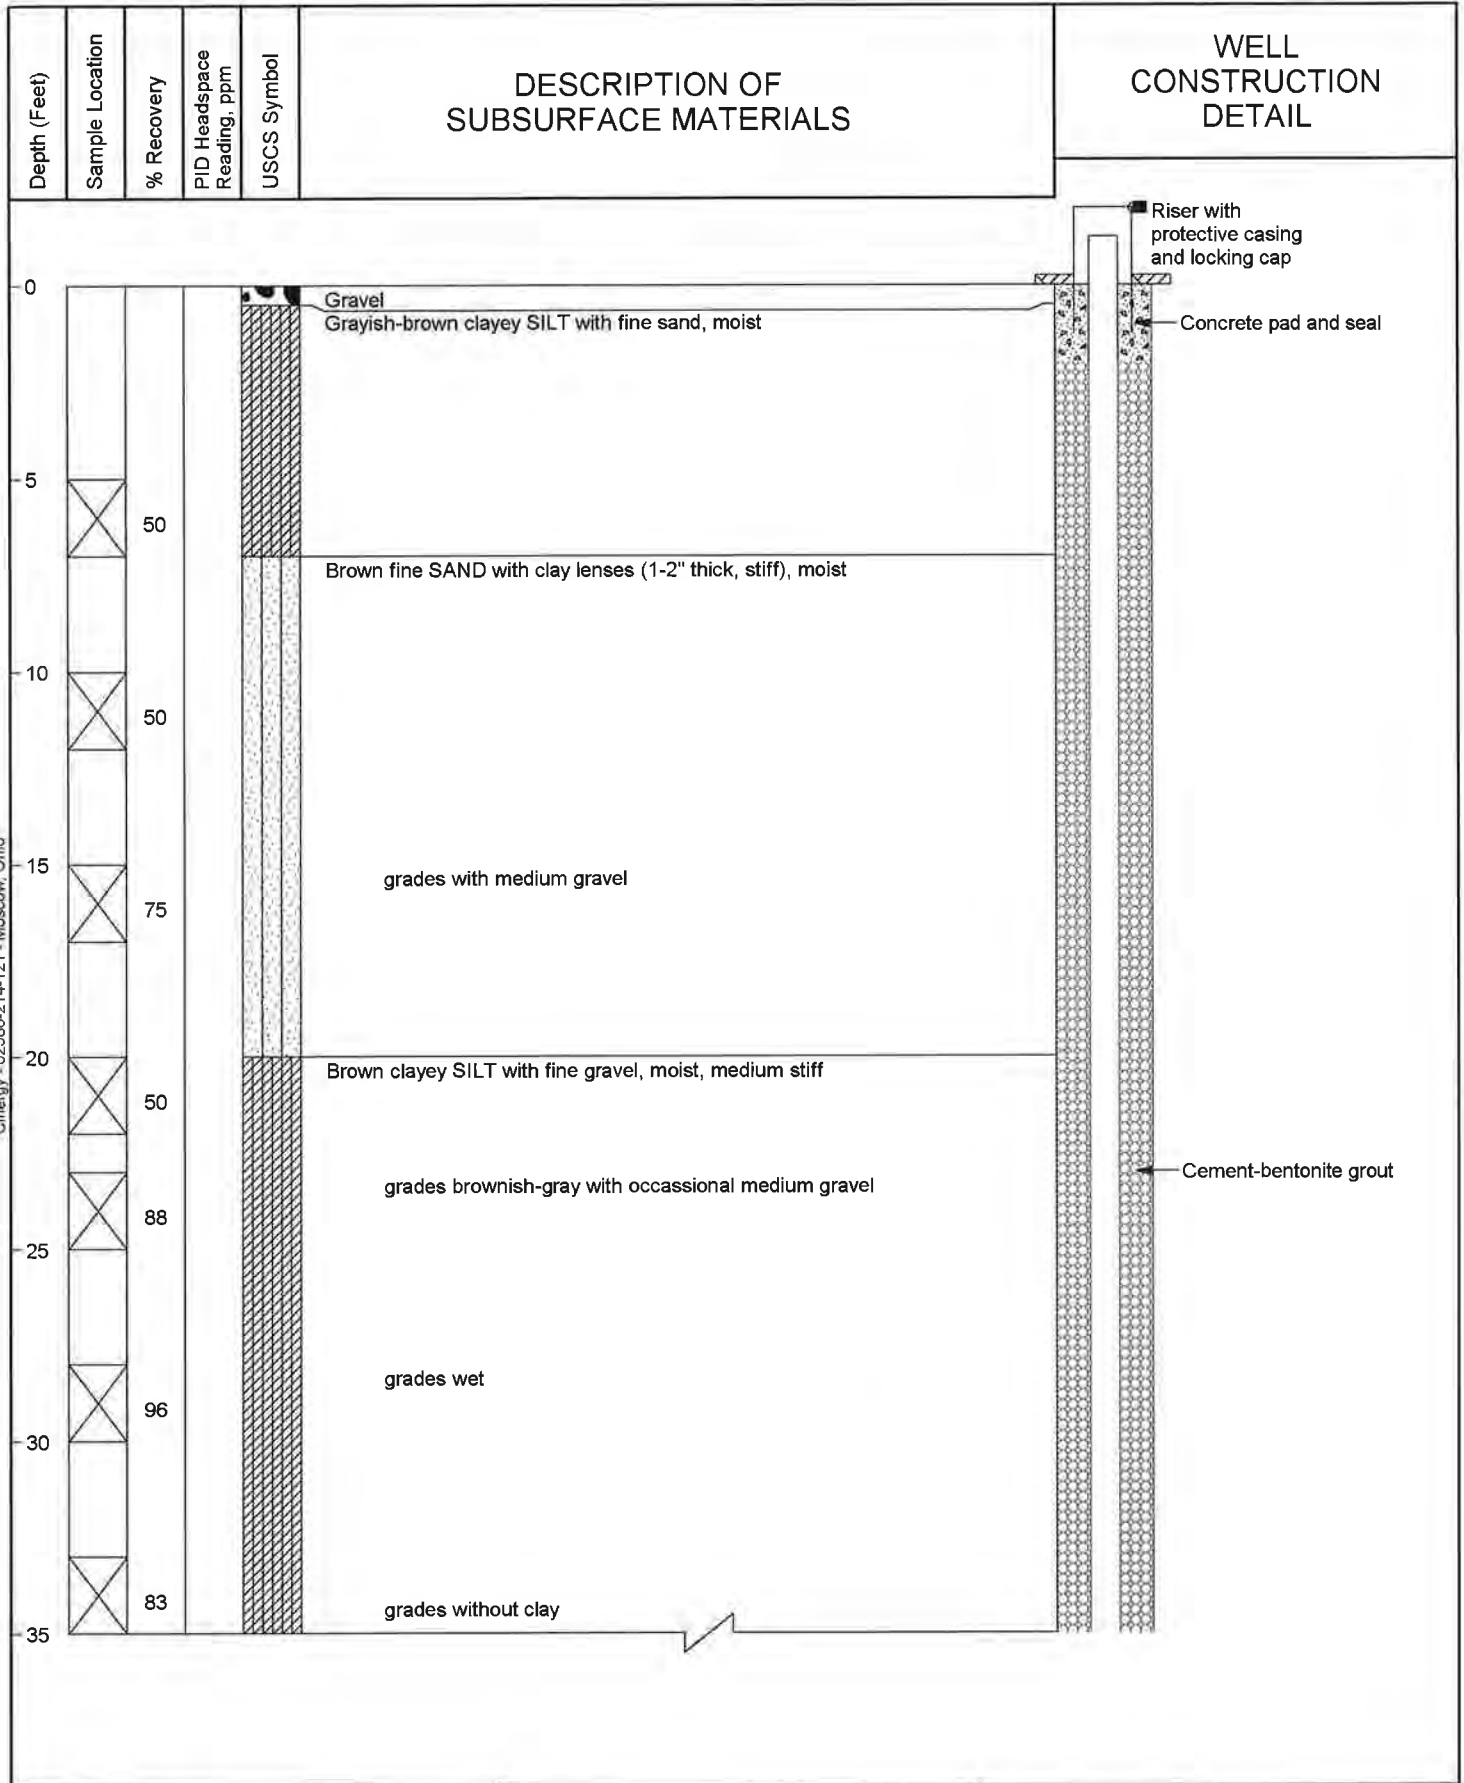 Depth (Feet)
Sample Location
% Recovery
PID Headspace
Reading, ppm
USCS Symbol
DESCRIPTION OF
SUBSURFACE MATERIALS
WELL
CONSTRUCTION
DETAIL
Riser with
protective casing
and locking cap
0
Gravel
Grayish-brown clayey SILT with fine sand, moist
Concrete pad and seal
5
50
Brown fine SAND with clay lenses (1-2" thick, stiff), moist
10
50
15
grades with medium gravel
75
20
Brown clayey SILT with fine gravel, moist, medium stiff
50
Cement-bentonite grout
grades brownish-gray with occassional medium gravel
88
25
grades wet
96
30
83
grades without clay
35